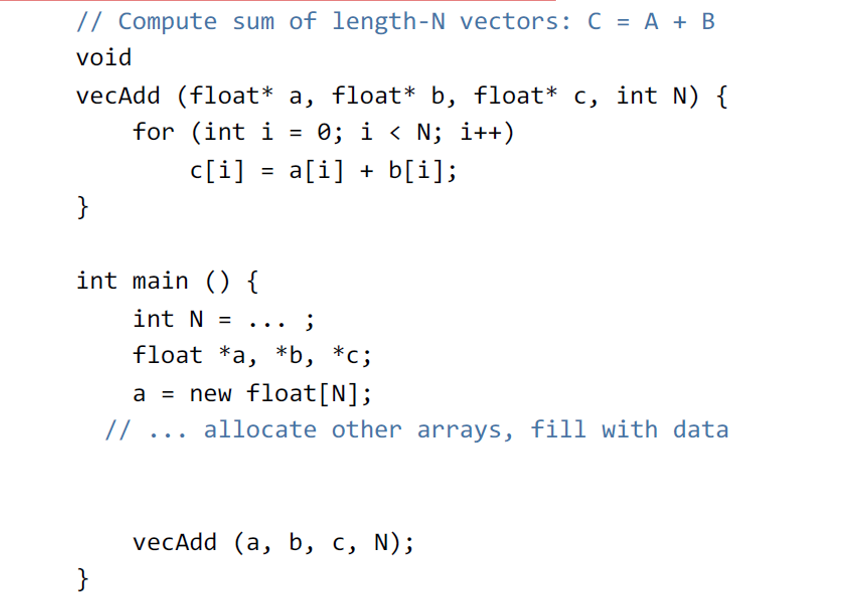 // Compute sum of length-N vectors: C = A + B
void
vecAdd (float* a, float* b, float* c, int N) {
    for (int i = 0; i < N; i++)
        c[i] = a[i] + b[i];
}

int main () {
    int N = ... ;
    float *a, *b, *c;
    a = new float[N];
  // ... allocate other arrays, fill with data

    vecAdd (a, b, c, N);
}